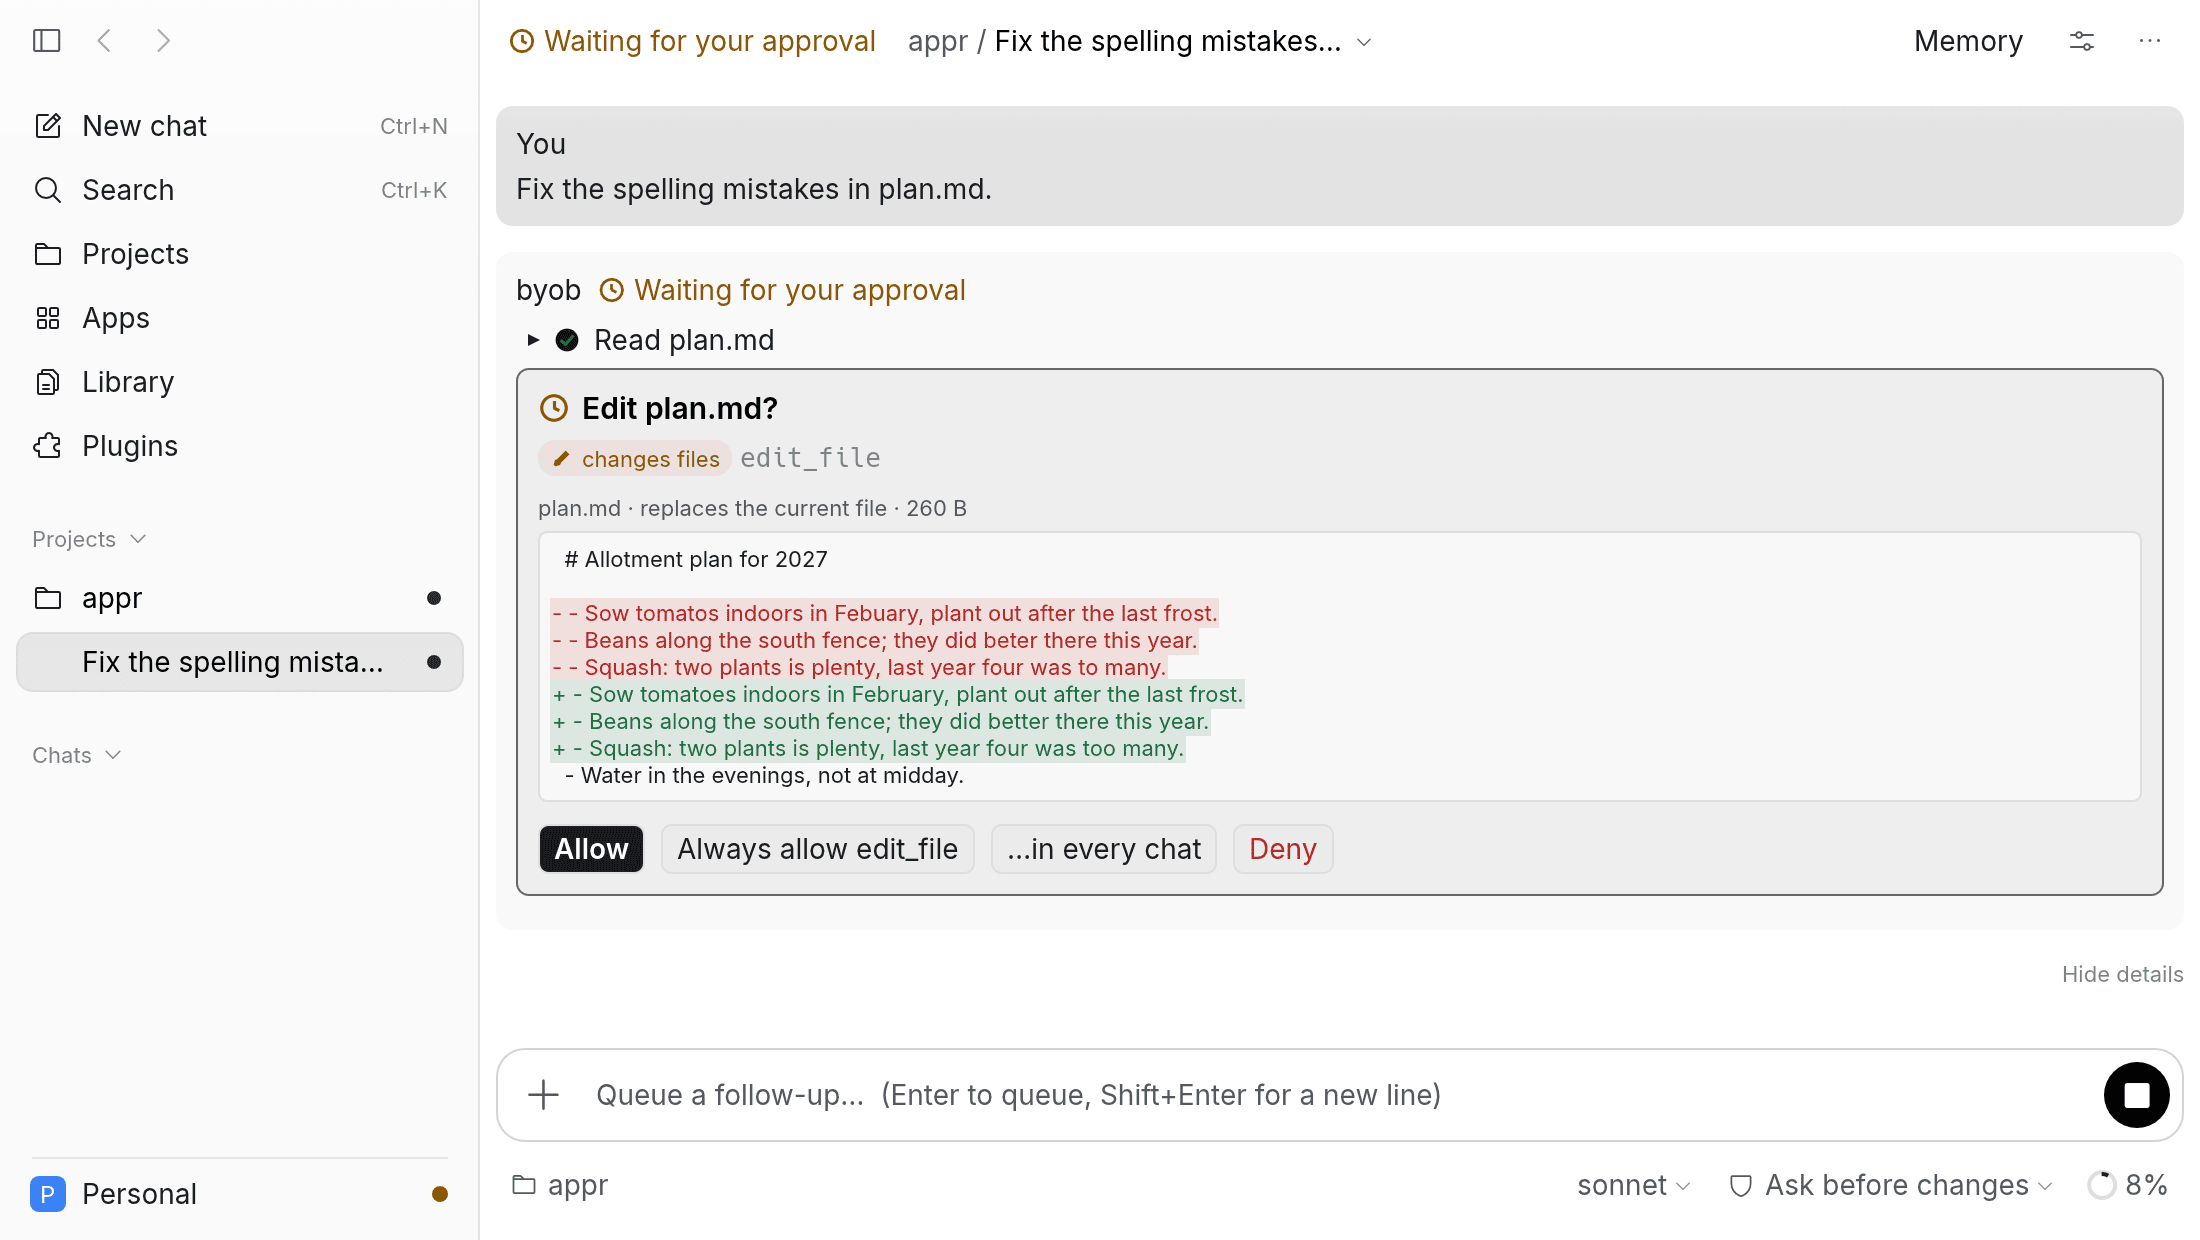 Waiting for your approval appr / Fix the spelling mistakes... Memory
New chat Ctrl+N
Search Ctrl+K
Projects
Apps
Library
Plugins
Projects
appr
Fix the spelling mista...
Chats
P Personal
You
Fix the spelling mistakes in plan.md.
byob Waiting for your approval
Read plan.md
Edit plan.md?
changes files edit_file
plan.md · replaces the current file · 260 B
# Allotment plan for 2027
- - Sow tomatos indoors in Febuary, plant out after the last frost.
- - Beans along the south fence; they did beter there this year.
- - Squash: two plants is plenty, last year four was to many.
+ - Sow tomatoes indoors in February, plant out after the last frost.
+ - Beans along the south fence; they did better there this year.
+ - Squash: two plants is plenty, last year four was too many.
- Water in the evenings, not at midday.
Allow Always allow edit_file ...in every chat Deny
Hide details
Queue a follow-up... (Enter to queue, Shift+Enter for a new line)
appr sonnet Ask before changes 8%